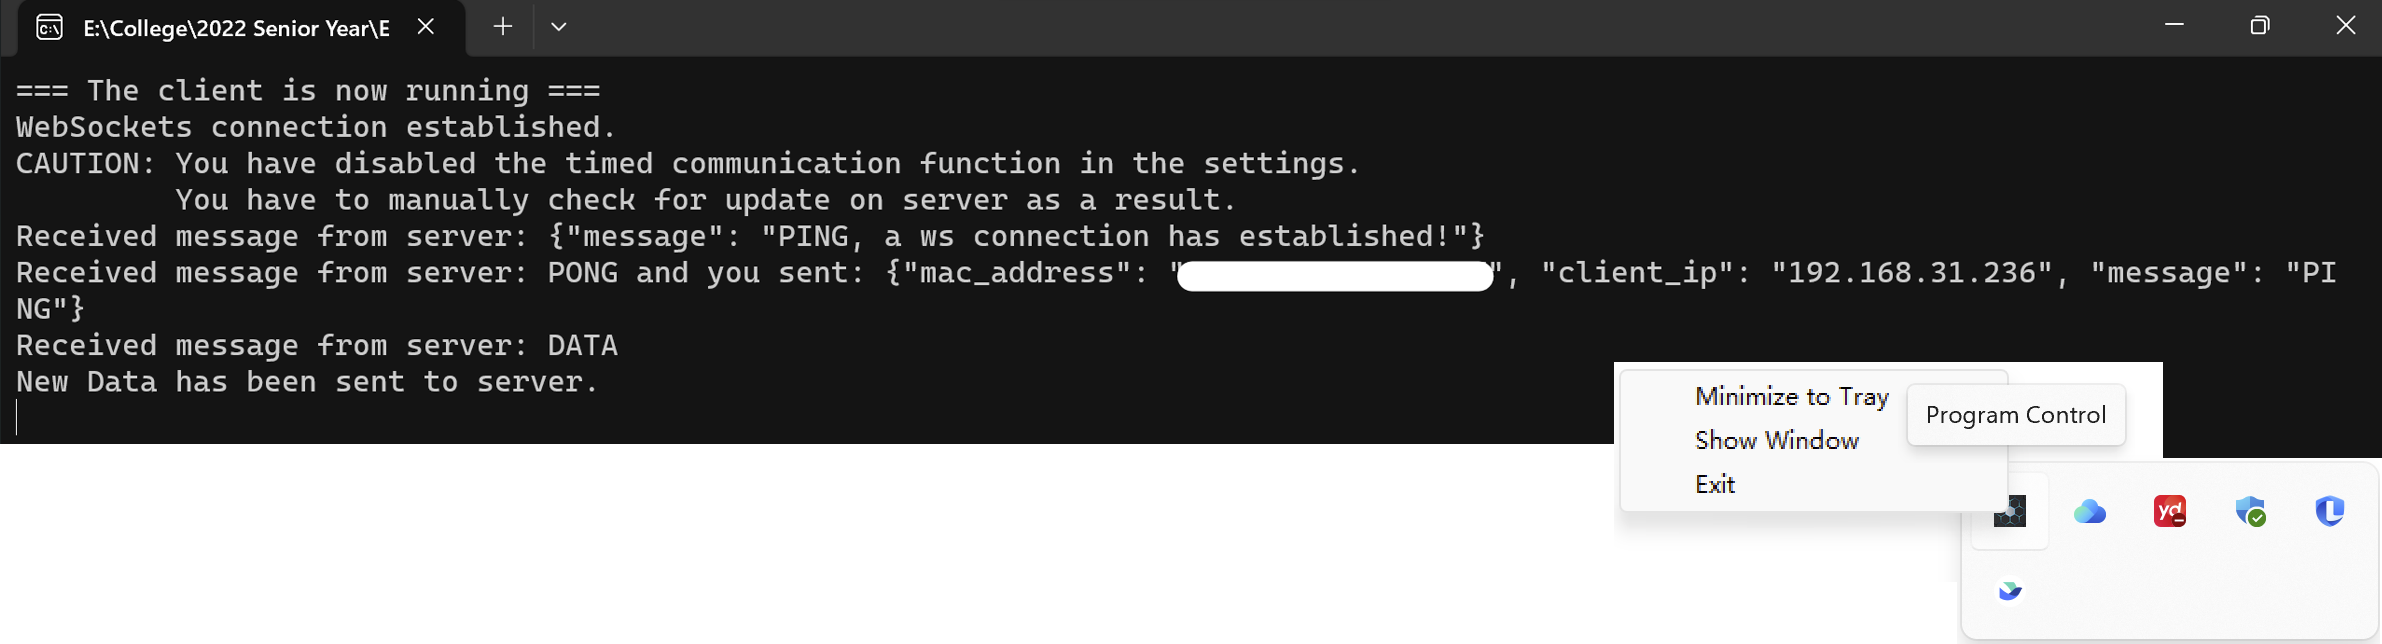 E:\College\2022 Senior Year\E
=== The client is now running ===
WebSockets connection established.
CAUTION: You have disabled the timed communication function in the settings.
You have to manually check for update on server as a result.
Received message from server: {"message": "PING, a ws connection has established!"}
Received message from server: PONG and you sent: {"mac_address": "", "client_ip": "192.168.31.236", "message": "PI
NG"}
Received message from server: DATA
New Data has been sent to server.
Minimize to Tray
Program Control
Show Window
Exit
yd